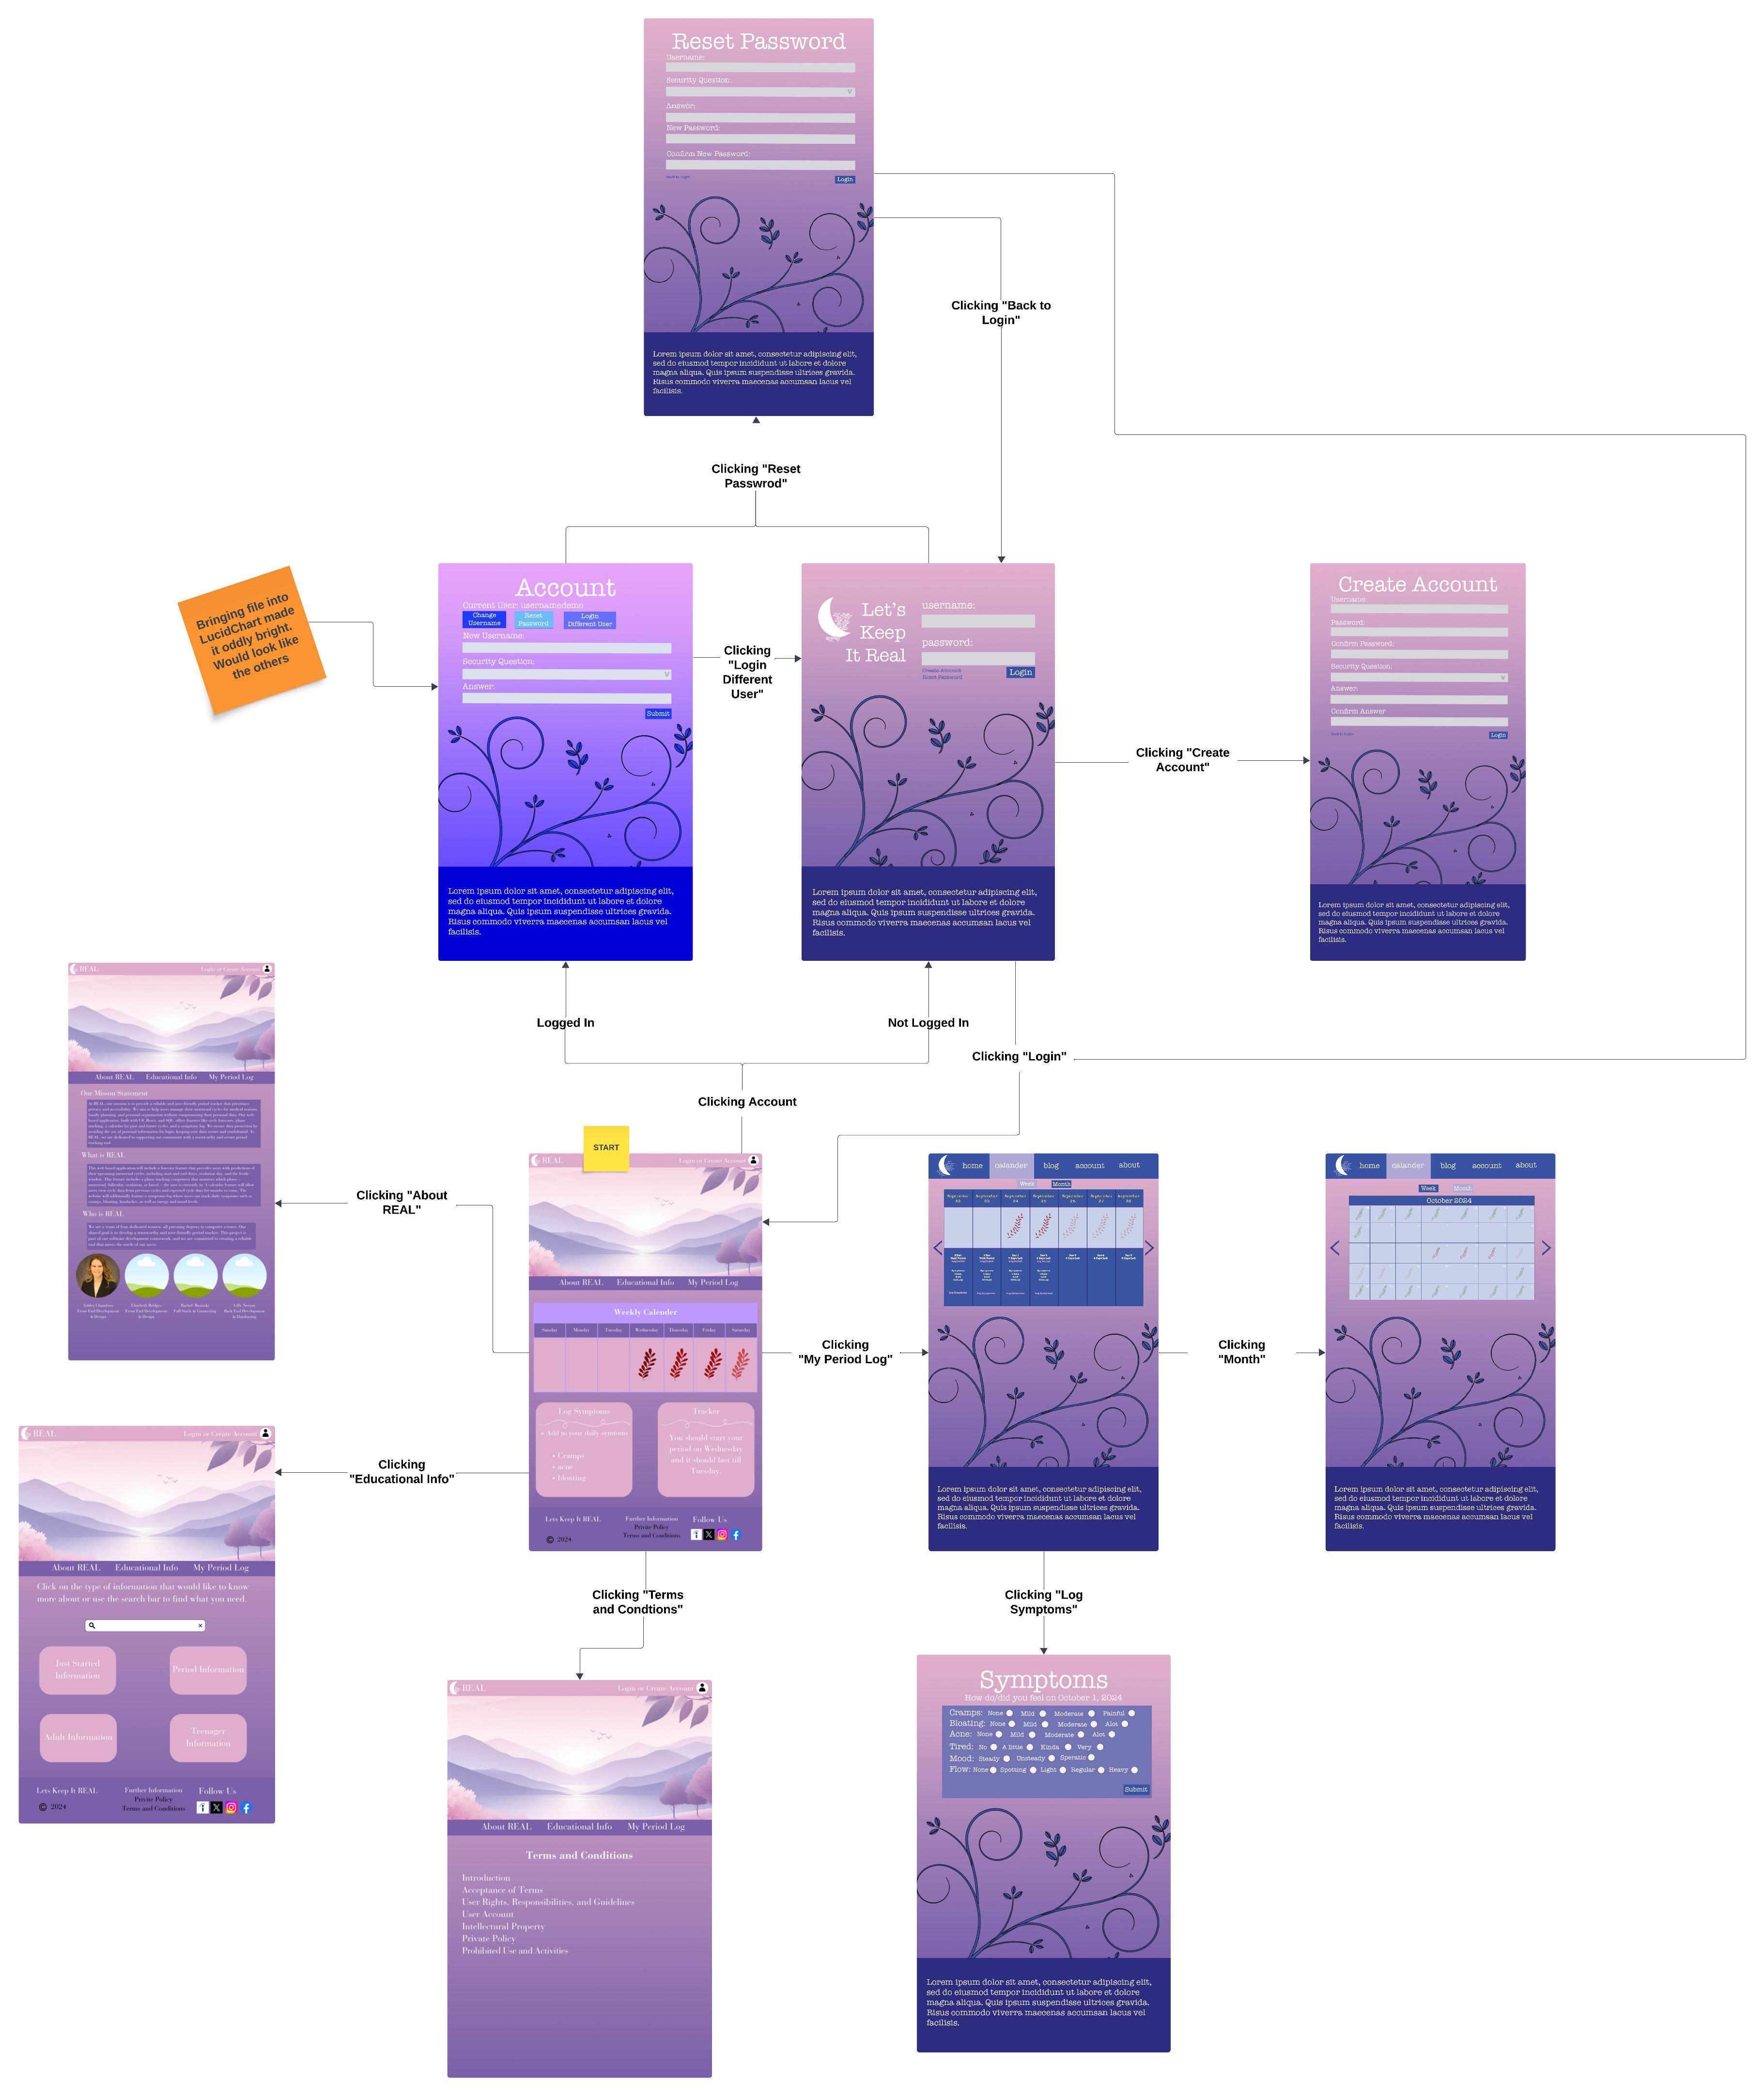 Reset Password
Username:
Security Question:
V
Answer:
New Password:
Confirm New Password:
Back to Login
Login
Lorem ipsum dolor sit amet, consectetur adipiscing elit,
sed do eiusmod tempor incididunt ut labore et dolore
magna aliqua. Quis ipsum suspendisse ultrices gravida.
Risus commodo viverra maecenas accumsan lacus vel
facilisis.
Clicking "Back to
Login"
Clicking "Reset
Passwrod"
Bringing file into
LucidChart made
it oddly bright.
Would look like
the others
Account
Current User: usernamedemo
Change
Username
Reset
Password
Login
Different User
New Username:
Security Question:
V
Answer:
Submit
Lorem ipsum dolor sit amet, consectetur adipiscing elit,
sed do eiusmod tempor incididunt ut labore et dolore
magna aliqua. Quis ipsum suspendisse ultrices gravida.
Risus commodo viverra maecenas accumsan lacus vel
facilisis.
Clicking
"Login
Different
User"
Let's
Keep
It Real
username:
password:
Create Account
Reset Password
Login
Lorem ipsum dolor sit amet, consectetur adipiscing elit,
sed do eiusmod tempor incididunt ut labore et dolore
magna aliqua. Quis ipsum suspendisse ultrices gravida.
Risus commodo viverra maecenas accumsan lacus vel
facilisis.
Clicking "Create
Account"
Create Account
Username:
Password:
Confirm Password:
Security Question:
V
Answer:
Confirm Answer
Back to Login
Login
Lorem ipsum dolor sit amet, consectetur adipiscing elit,
sed do eiusmod tempor incididunt ut labore et dolore
magna aliqua. Quis ipsum suspendisse ultrices gravida.
Risus commodo viverra maecenas accumsan lacus vel
facilisis.
Logged In
Not Logged In
Clicking "Login"
Clicking Account
START
REAL
Login or Create Account
About REAL Educational Info My Period Log
Our Misson Statement
What is REAL
Who is REAL
Clicking "About
REAL"
REAL
Login or Create Account
About REAL Educational Info My Period Log
Weekly Calender
Sunday Monday Tuesday Wednesday Thursday Friday Saturday
Log Symptoms
+ Add to your daily symtoms
• Cramps
• acne
• bloating
Tracker
You should start your
period on Wednesday
and it should last till
Tuesday.
Lets Keep It REAL
© 2024
Further Information
Privite Policy
Terms and Conditions
Follow Us
Clicking
"My Period Log"
home calander blog account about
Week Month
September September September September September September September
24 25 26 27 28
Lorem ipsum dolor sit amet, consectetur adipiscing elit,
sed do eiusmod tempor incididunt ut labore et dolore
magna aliqua. Quis ipsum suspendisse ultrices gravida.
Risus commodo viverra maecenas accumsan lacus vel
facilisis.
Clicking
"Month"
home calander blog account about
Week Month
October 2024
Lorem ipsum dolor sit amet, consectetur adipiscing elit,
sed do eiusmod tempor incididunt ut labore et dolore
magna aliqua. Quis ipsum suspendisse ultrices gravida.
Risus commodo viverra maecenas accumsan lacus vel
facilisis.
Clicking
"Educational Info"
REAL
Login or Create Account
About REAL Educational Info My Period Log
Click on the type of information that would like to know
more about or use the search bar to find what you need.
Just Started
Information
Period Information
Adult Information
Teenager
Information
Lets Keep It REAL
© 2024
Further Information
Privite Policy
Terms and Conditions
Follow Us
Clicking "Terms
and Condtions"
REAL
Login or Create Account
About REAL Educational Info My Period Log
Terms and Conditions
Introduction
Acceptance of Terms
User Rights, Responsibilities, and Guidelines
User Account
Intellectual Property
Private Policy
Prohibited Use and Activities
Clicking "Log
Symptoms"
Symptoms
How do/did you feel on October 1, 2024
Cramps: None Mild Moderate Painful
Bloating: None Mild Moderate Alot
Acne: None Mild Moderate Alot
Tired: No A little Kinda Very
Mood: Steady Unsteady Speratic
Flow: None Spotting Light Regular Heavy
Submit
Lorem ipsum dolor sit amet, consectetur adipiscing elit,
sed do eiusmod tempor incididunt ut labore et dolore
magna aliqua. Quis ipsum suspendisse ultrices gravida.
Risus commodo viverra maecenas accumsan lacus vel
facilisis.